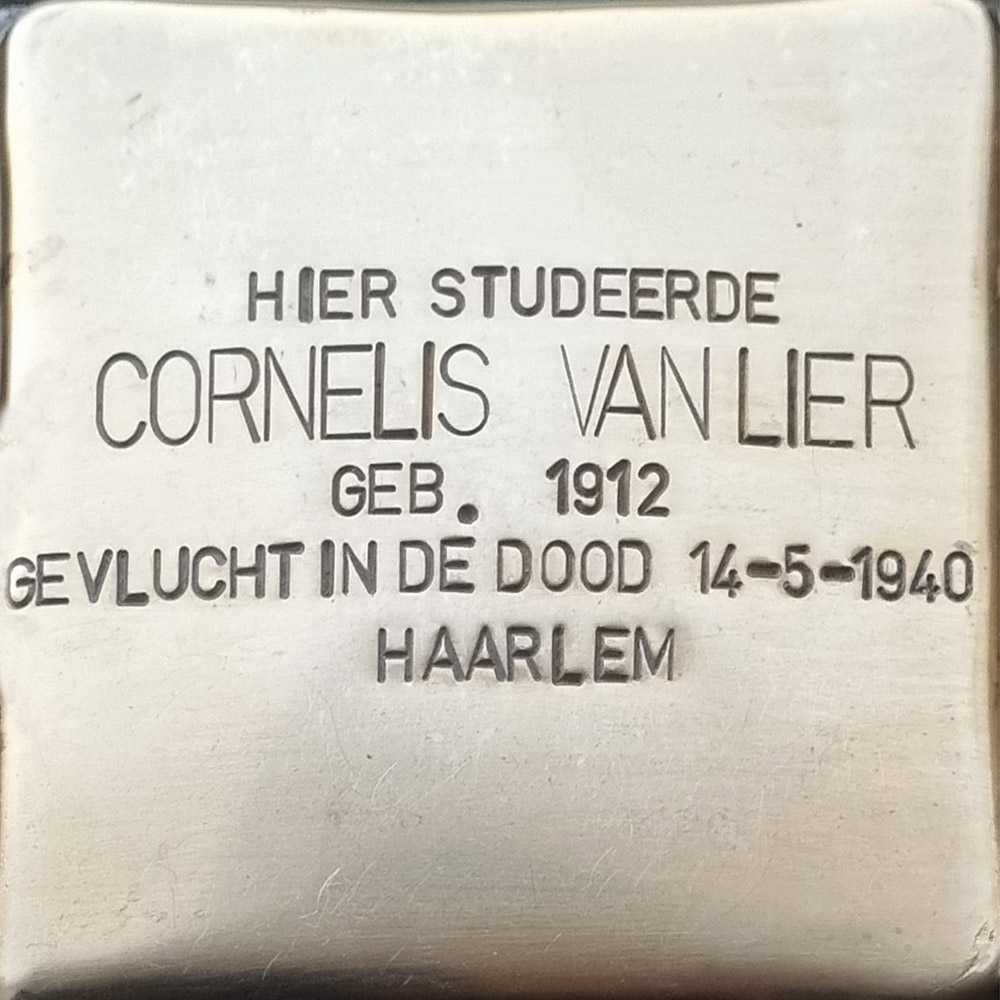 HIER STUDEERDE
CORNELIS VAN LIER
GEB. 1912
GEVLUCHT IN DE DOOD 14-5-1940
HAARLEM